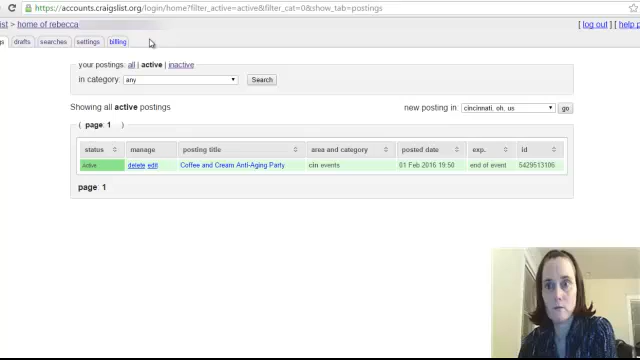 https://accounts.craigslist.org/login/home?filter_active=active&filter_cat=0&show_tab=postings
list > home of rebecca
[ log out ] [ help p
gs drafts searches settings billing
your postings: all | active | inactive
in category: any Search
Showing all active postings new posting in cincinnati, oh, us go
( page: 1 )
status manage posting title area and category posted date exp. id
Active delete edit Coffee and Cream Anti-Aging Party cin events 01 Feb 2016 19:50 end of event 5429513106
page: 1